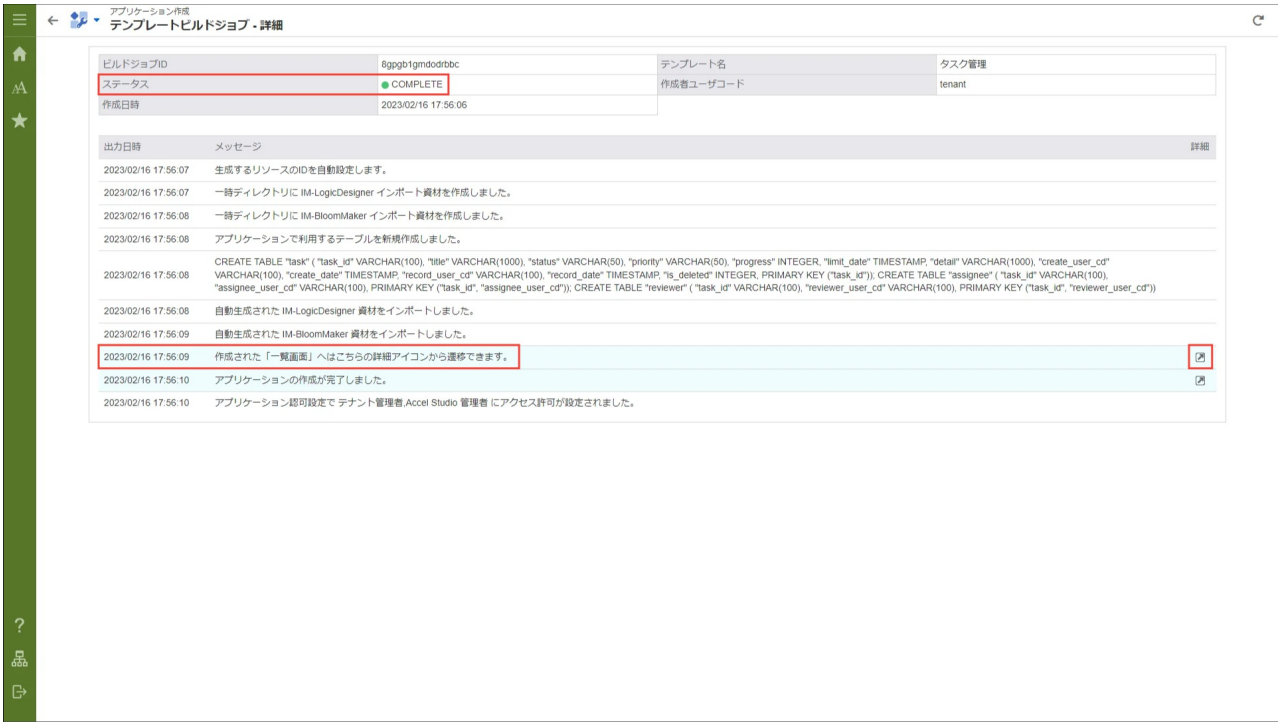 アプリケーション作成
テンプレートビルドジョブ - 詳細
ビルドジョブID 8gpgb1gmdodrbbc テンプレート名 タスク管理
ステータス COMPLETE 作成者ユーザコード tenant
作成日時 2023/02/16 17:56:06
出力日時 メッセージ 詳細
2023/02/16 17:56:07 生成するリソースのIDを自動設定します。
2023/02/16 17:56:07 一時ディレクトリに IM-LogicDesigner インポート資材を作成しました。
2023/02/16 17:56:08 一時ディレクトリに IM-BloomMaker インポート資材を作成しました。
2023/02/16 17:56:08 アプリケーションで利用するテーブルを新規作成しました。
CREATE TABLE "task" ( "task_id" VARCHAR(100), "title" VARCHAR(1000), "status" VARCHAR(50), "priority" VARCHAR(50), "progress" INTEGER, "limit_date" TIMESTAMP, "detail" VARCHAR(1000), "create_user_cd"
2023/02/16 17:56:08 VARCHAR(100), "create_date" TIMESTAMP, "record_user_cd" VARCHAR(100), "record_date" TIMESTAMP, "is_deleted" INTEGER, PRIMARY KEY ("task_id")); CREATE TABLE "assignee" ( "task_id" VARCHAR(100),
"assignee_user_cd" VARCHAR(100), PRIMARY KEY ("task_id", "assignee_user_cd")); CREATE TABLE "reviewer" ( "task_id" VARCHAR(100), "reviewer_user_cd" VARCHAR(100), PRIMARY KEY ("task_id", "reviewer_user_cd"))
2023/02/16 17:56:08 自動生成された IM-LogicDesigner 資材をインポートしました。
2023/02/16 17:56:09 自動生成された IM-BloomMaker 資材をインポートしました。
2023/02/16 17:56:09 作成された「一覧画面」へはこちらの詳細アイコンから遷移できます。
2023/02/16 17:56:10 アプリケーションの作成が完了しました。
2023/02/16 17:56:10 アプリケーション認可設定で テナント管理者,Accel Studio 管理者 にアクセス許可が設定されました。